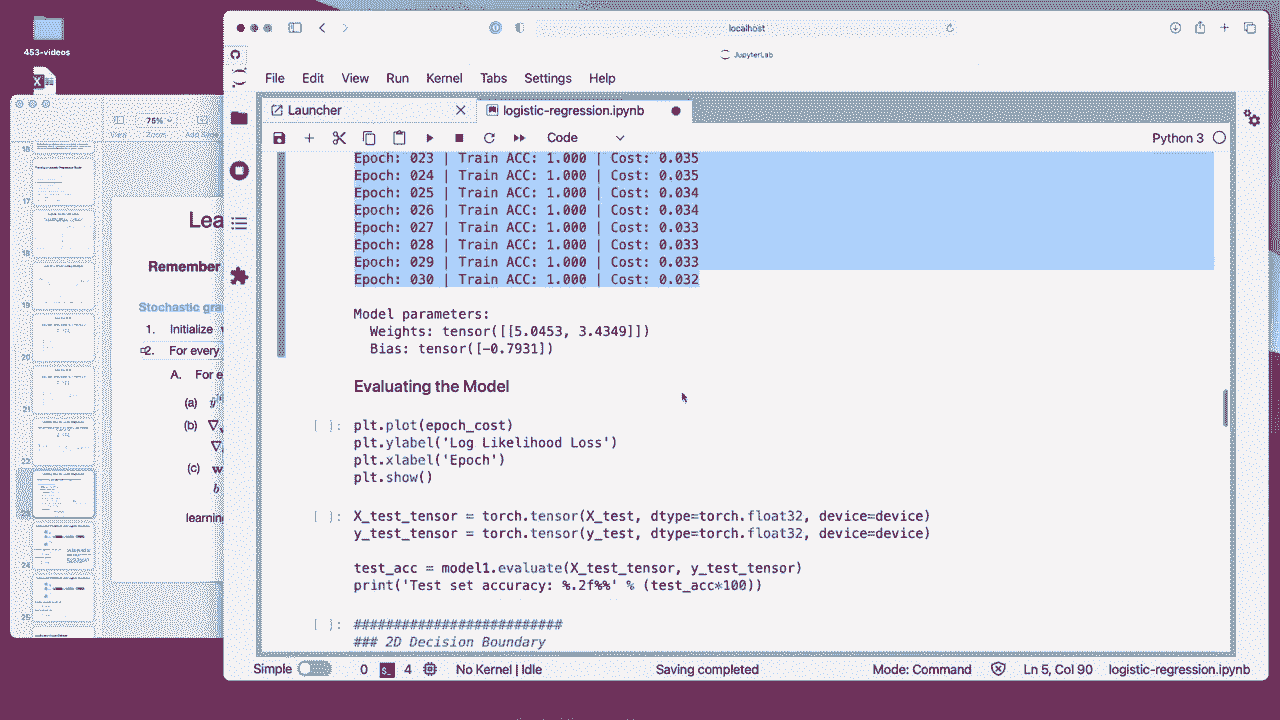 453-videos
localhost
JupyterLab
File Edit View Run Kernel Tabs Settings Help
Launcher
logistic-regression.ipynb
Code
Python 3
75%
View Zoom Add Slide
Epoch: 023 | Train ACC: 1.000 | Cost: 0.035
Epoch: 024 | Train ACC: 1.000 | Cost: 0.035
Epoch: 025 | Train ACC: 1.000 | Cost: 0.034
Epoch: 026 | Train ACC: 1.000 | Cost: 0.034
Epoch: 027 | Train ACC: 1.000 | Cost: 0.033
Epoch: 028 | Train ACC: 1.000 | Cost: 0.033
Epoch: 029 | Train ACC: 1.000 | Cost: 0.033
Epoch: 030 | Train ACC: 1.000 | Cost: 0.032
Model parameters:
Weights: tensor([[5.0453, 3.4349]])
Bias: tensor([-0.7931])
Evaluating the Model
[ ]: plt.plot(epoch_cost)
plt.ylabel('Log Likelihood Loss')
plt.xlabel('Epoch')
plt.show()
[ ]: X_test_tensor = torch.tensor(X_test, dtype=torch.float32, device=device)
y_test_tensor = torch.tensor(y_test, dtype=torch.float32, device=device)
test_acc = model1.evaluate(X_test_tensor, y_test_tensor)
print('Test set accuracy: %.2f%%' % (test_acc*100))
[ ]: ##########################
### 2D Decision Boundary
Simple 0 4 No Kernel | Idle Saving completed Mode: Command Ln 5, Col 90 logistic-regression.ipynb
Lea
Remember
Stochastic gra
1. Initialize
2. For every
A. For e
(a)
(b)
(c)
learning
17
18
19
24